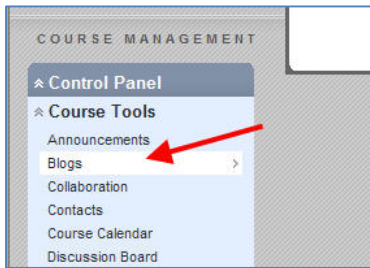 COURSE MANAGEMENT
Control Panel
Course Tools
Announcements
Blogs
Collaboration
Contacts
Course Calendar
Discussion Board